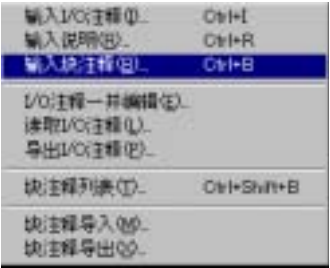 输入I/O注释(I)... Ctrl+I
输入说明(R)... Ctrl+R
输入块注释(B)... Ctrl+B
I/O注释一并编辑(E)...
读取I/O注释(L)...
导出I/O注释(P)...
块注释列表(T)... Ctrl+Shift+B
块注释导入(M)...
块注释导出(X)...